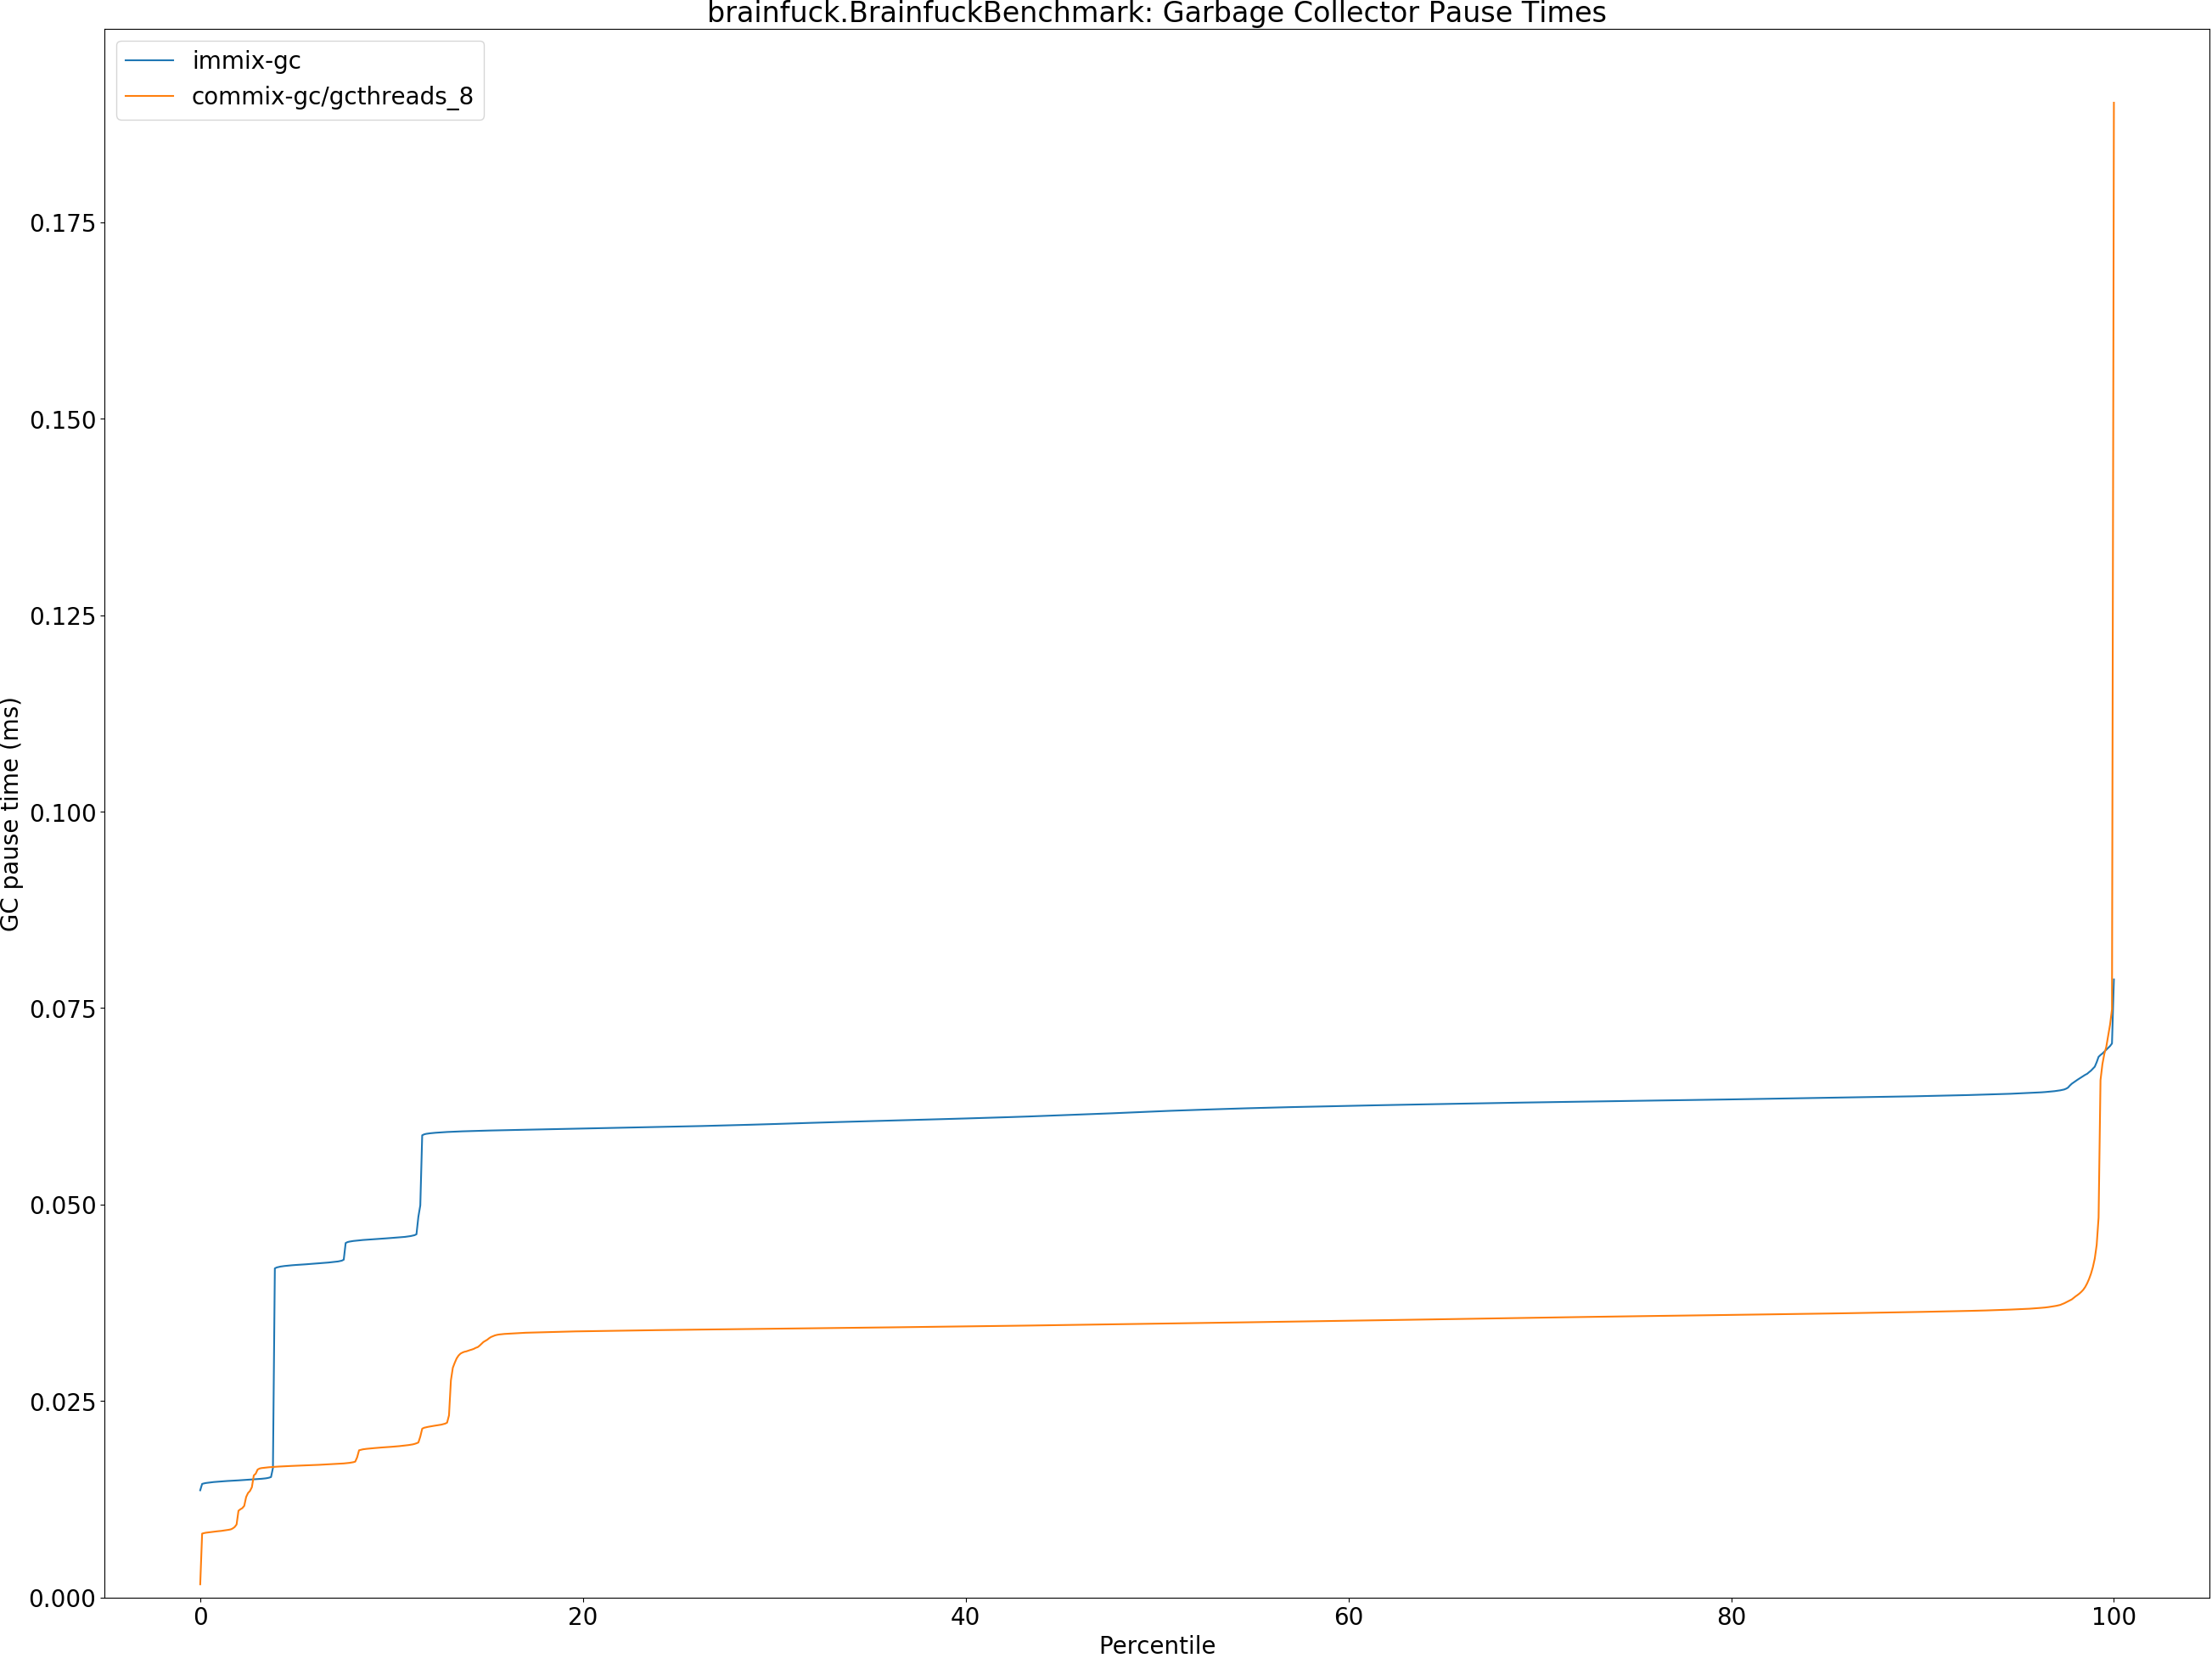 brainfuck.BrainfuckBenchmark: Garbage Collector Pause Times
immix-gc
commix-gc/gcthreads_8
0.175
0.150
0.125
0.100
0.075
0.050
0.025
0.000
GC pause time (ms)
0 20 40 60 80 100
Percentile